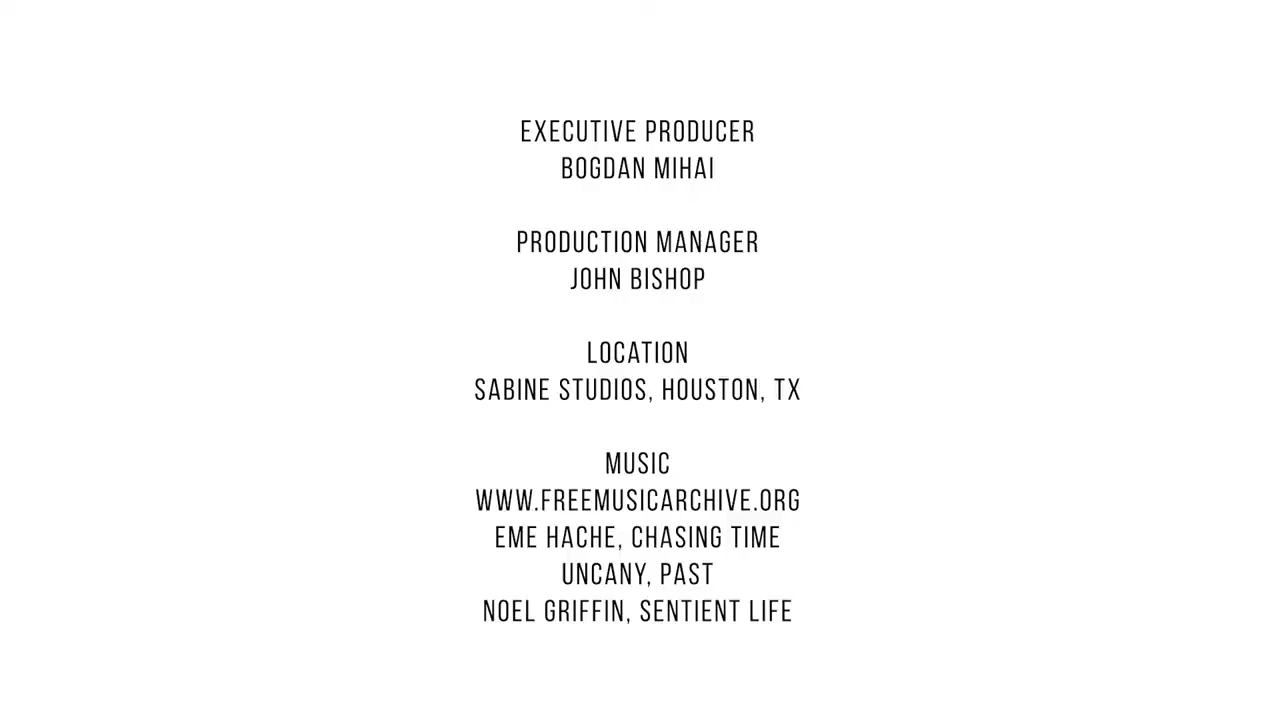 EXECUTIVE PRODUCER
BOGDAN MIHAI
PRODUCTION MANAGER
JOHN BISHOP
LOCATION
SABINE STUDIOS, HOUSTON, TX
MUSIC
WWW.FREEMUSICARCHIVE.ORG
EME HACHE, CHASING TIME
UNCANY, PAST
NOEL GRIFFIN, SENTIENT LIFE